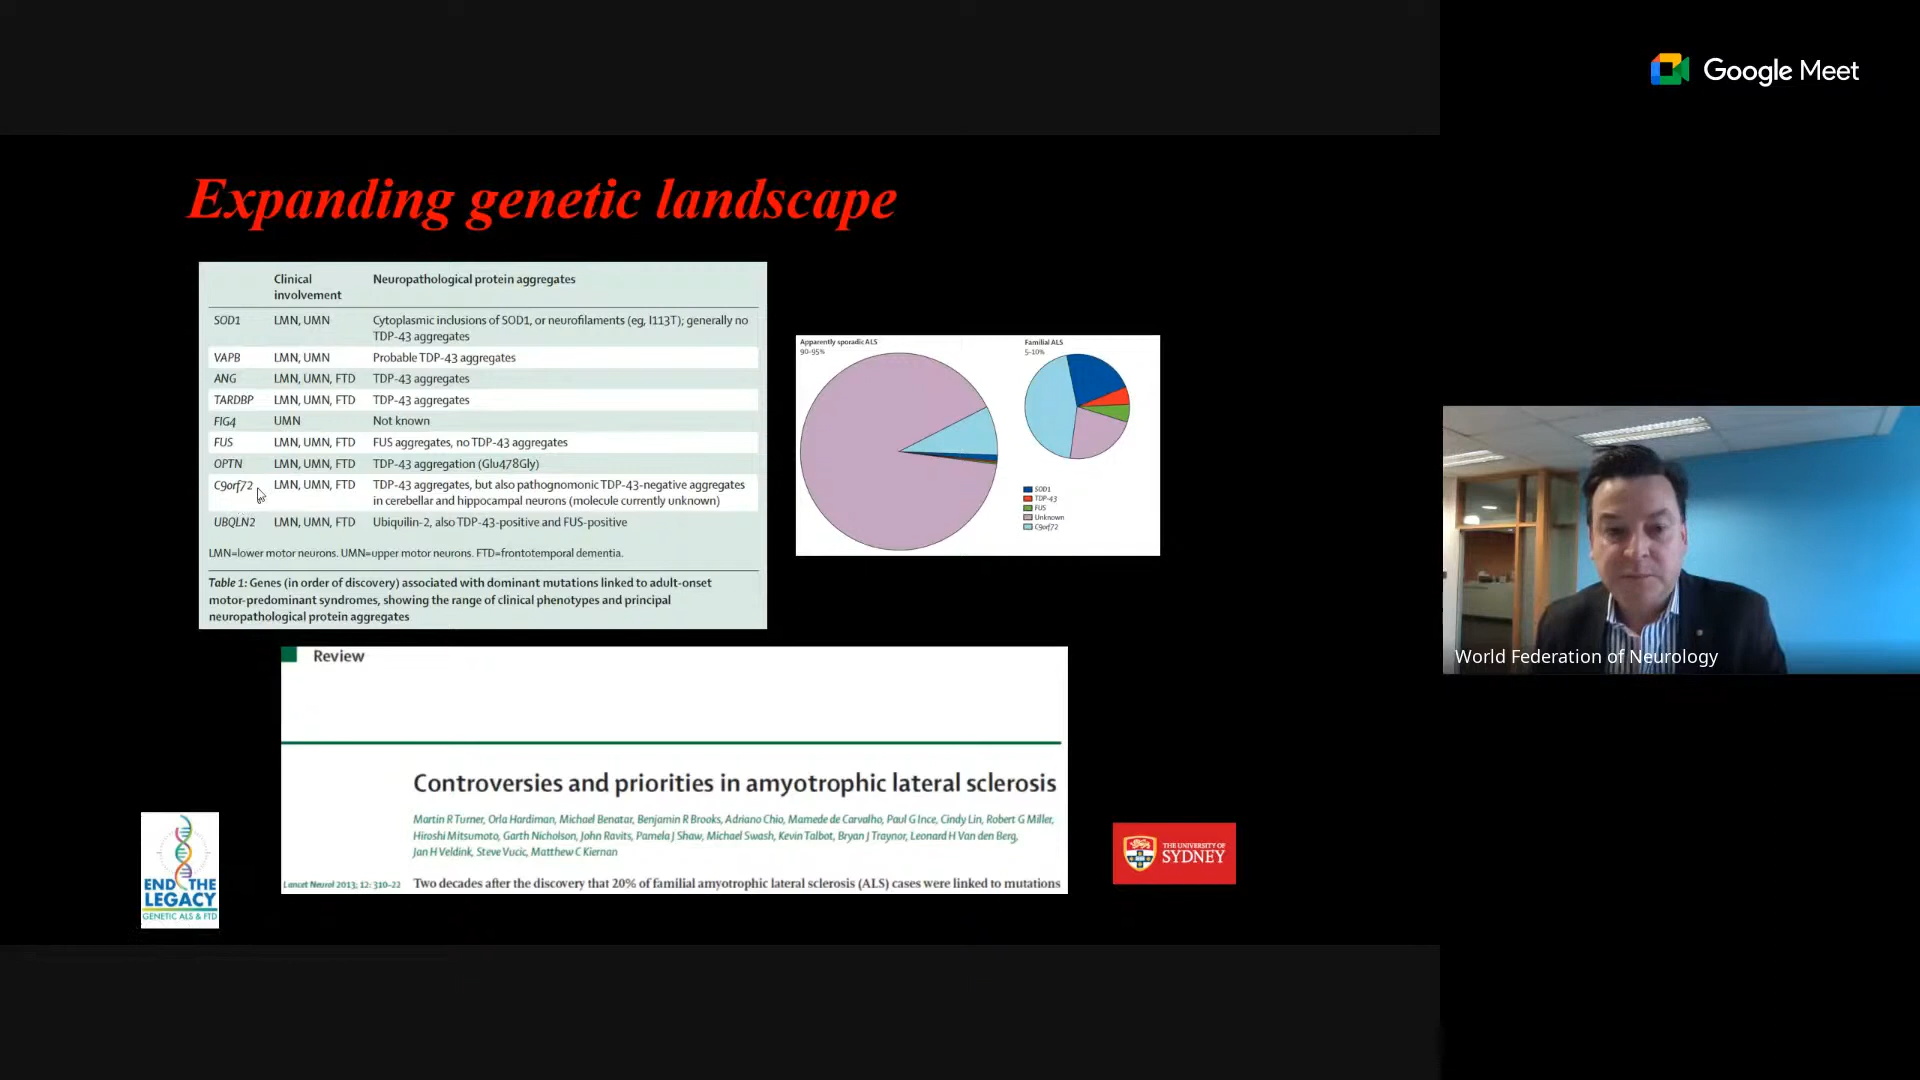 Google Meet
Expanding genetic landscape
Clinical involvement
Neuropathological protein aggregates
SOD1 LMN, UMN Cytoplasmic inclusions of SOD1, or neurofilaments (eg, I113T); generally no
TDP-43 aggregates
VAPB LMN, UMN Probable TDP-43 aggregates
ANG LMN, UMN, FTD TDP-43 aggregates
TARDBP LMN, UMN, FTD TDP-43 aggregates
FIG4 UMN Not known
FUS LMN, UMN, FTD FUS aggregates, no TDP-43 aggregates
OPTN LMN, UMN, FTD TDP-43 aggregation (Glu478Gly)
C9orf72 LMN, UMN, FTD TDP-43 aggregates, but also pathognomonic TDP-43-negative aggregates
in cerebellar and hippocampal neurons (molecule currently unknown)
UBQLN2 LMN, UMN, FTD Ubiquilin-2, also TDP-43-positive and FUS-positive
LMN=lower motor neurons. UMN=upper motor neurons. FTD=frontotemporal dementia.
Table 1: Genes (in order of discovery) associated with dominant mutations linked to adult-onset
motor-predominant syndromes, showing the range of clinical phenotypes and principal
neuropathological protein aggregates
Apparently sporadic ALS
90–95%
Familial ALS
5–10%
SOD1
TDP-43
FUS
Unknown
C9orf72
World Federation of Neurology
Review
Controversies and priorities in amyotrophic lateral sclerosis
Martin R Turner, Orla Hardiman, Michael Benatar, Benjamin R Brooks, Adriano Chio, Mamede de Carvalho, Paul G Ince, Cindy Lin, Robert G Miller,
Hiroshi Mitsumoto, Garth Nicholson, John Ravits, Pamela J Shaw, Michael Swash, Kevin Talbot, Bryan J Traynor, Leonard H Van den Berg,
Jan H Veldink, Steve Vucic, Matthew C Kiernan
Lancet Neurol 2013; 12: 310–22
Two decades after the discovery that 20% of familial amyotrophic lateral sclerosis (ALS) cases were linked to mutations
END THE
LEGACY
GENETIC ALS & FTD
THE UNIVERSITY OF
SYDNEY